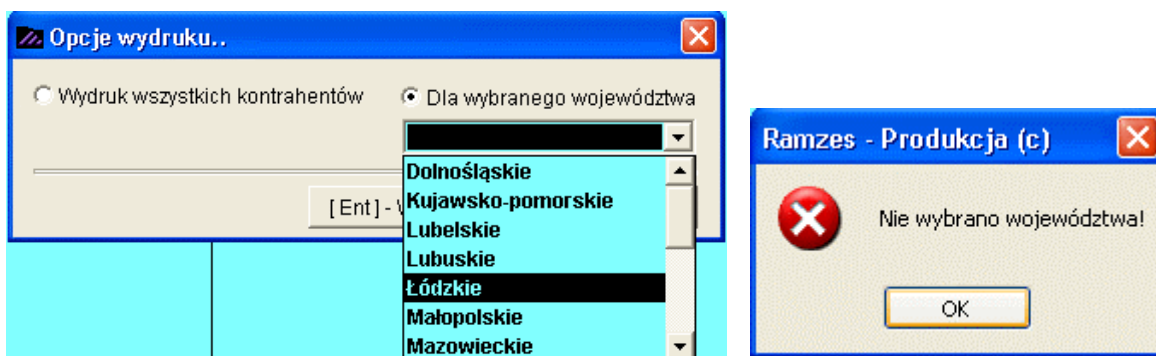 Opcje wydruku..
Wydruk wszystkich kontrahentów
Dla wybranego województwa
Dolnośląskie
[ Ent ] -
Kujawsko-pomorskie
Lubelskie
Lubuskie
Łódzkie
Małopolskie
Mazowieckie
Ramzes - Produkcja (c)
Nie wybrano województwa!
OK